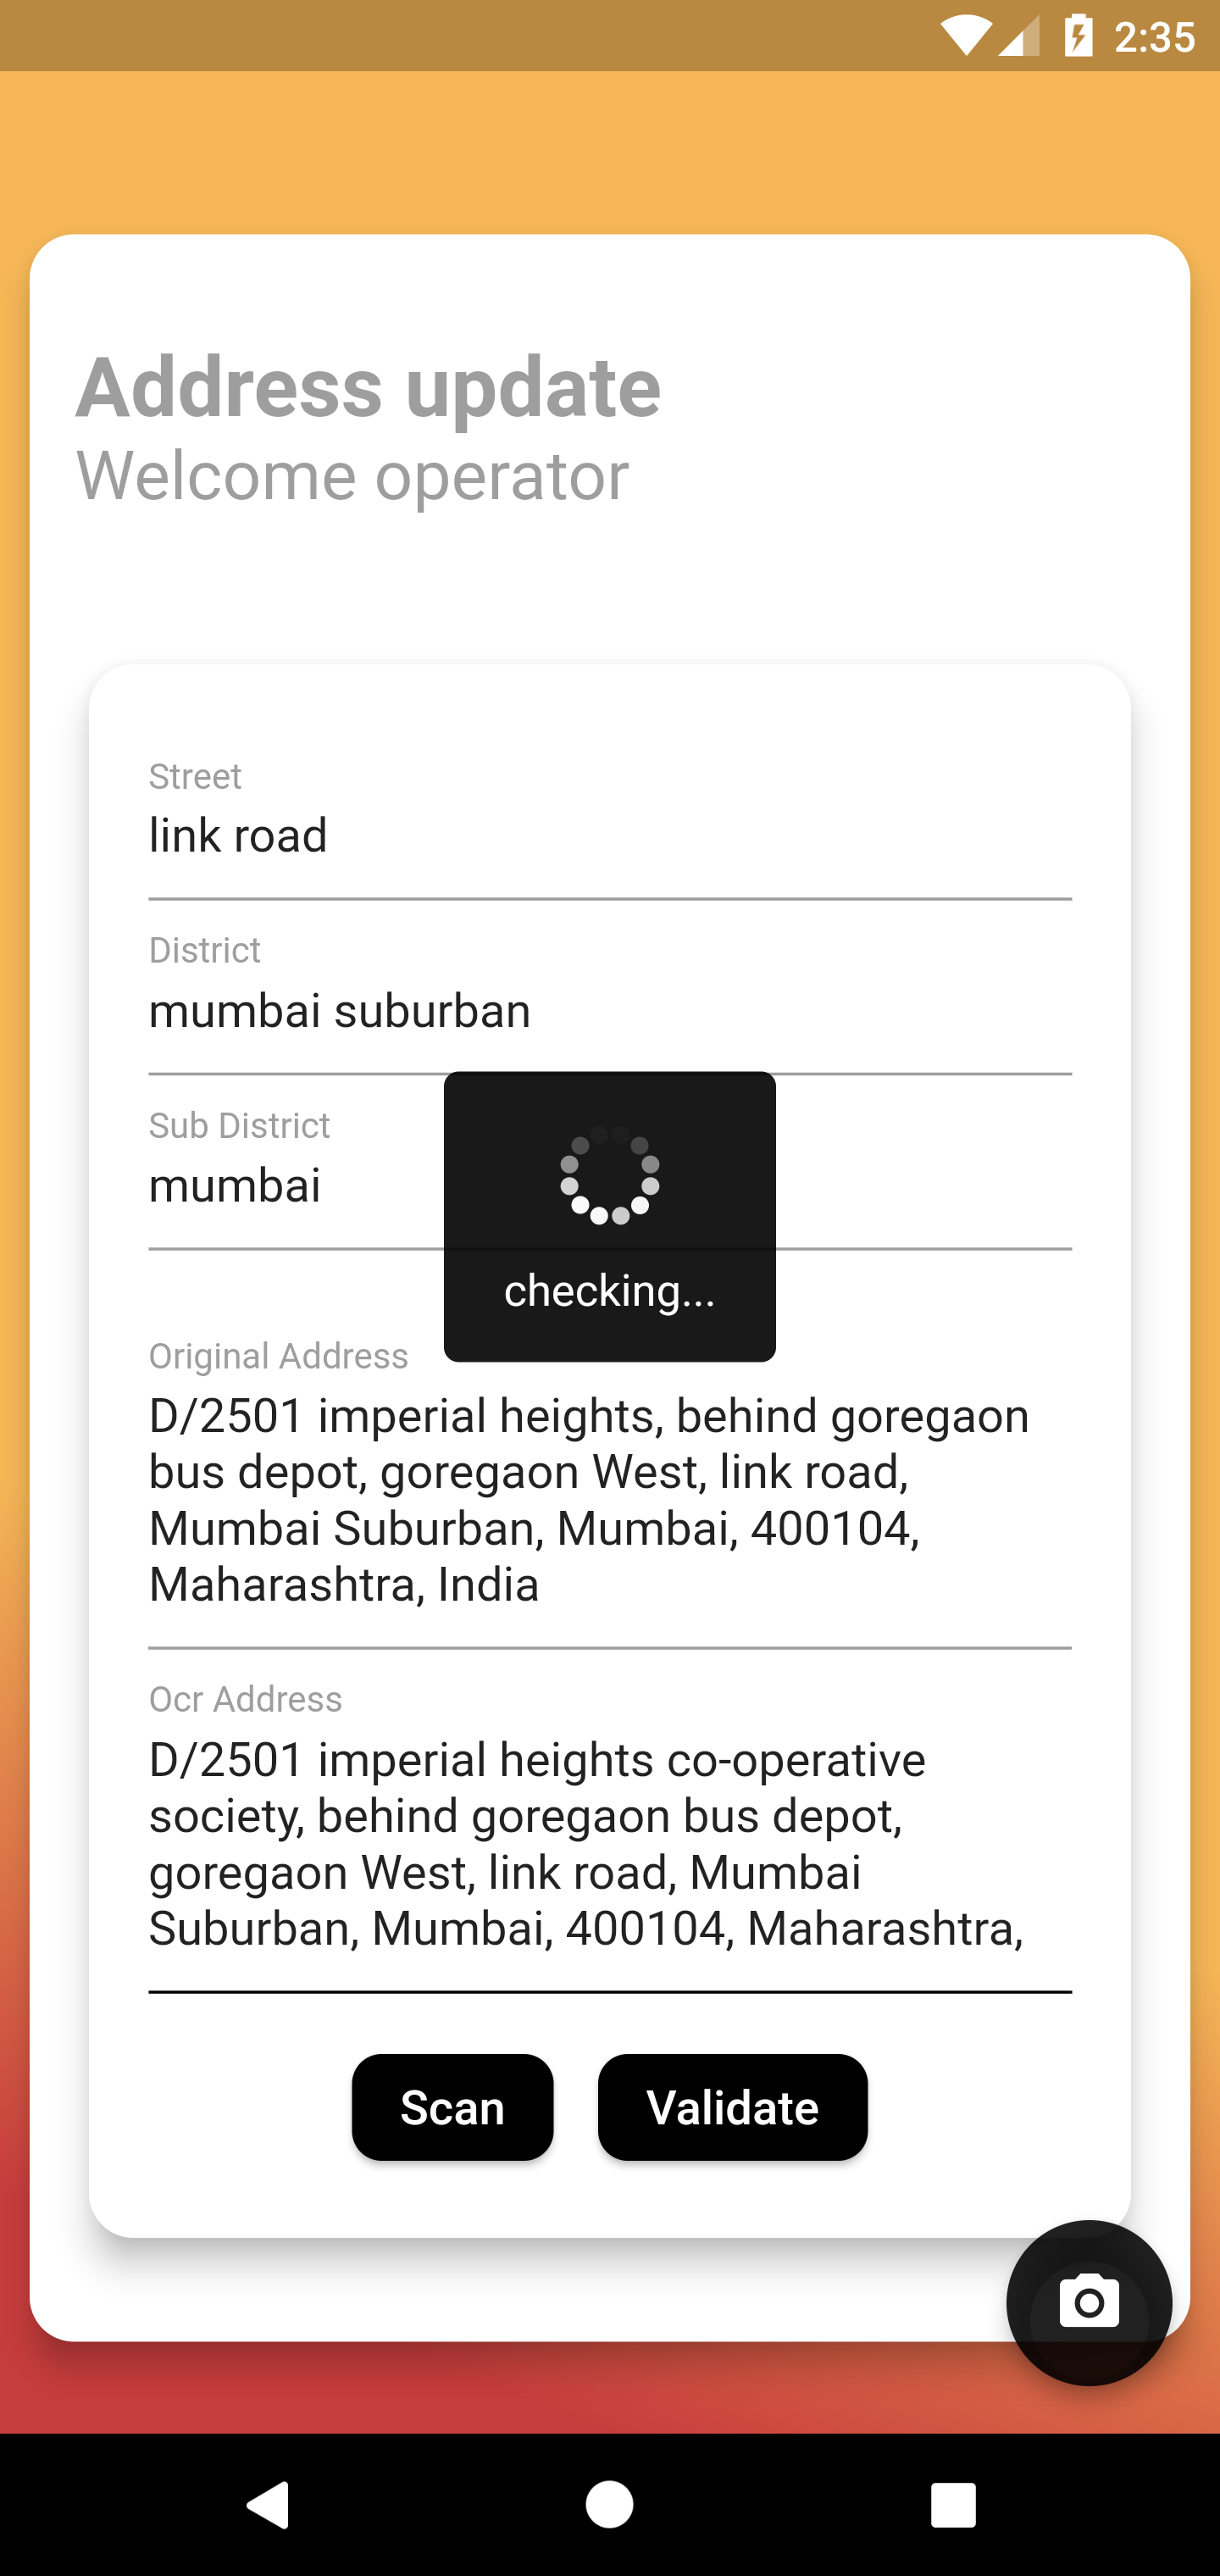 2:35
Address update
Welcome operator
Street
link road
District
mumbai suburban
Sub District
mumbai
checking...
Original Address
D/2501 imperial heights, behind goregaon
bus depot, goregaon West, link road,
Mumbai Suburban, Mumbai, 400104,
Maharashtra, India
Ocr Address
D/2501 imperial heights co-operative
society, behind goregaon bus depot,
goregaon West, link road, Mumbai
Suburban, Mumbai, 400104, Maharashtra,
Scan Validate